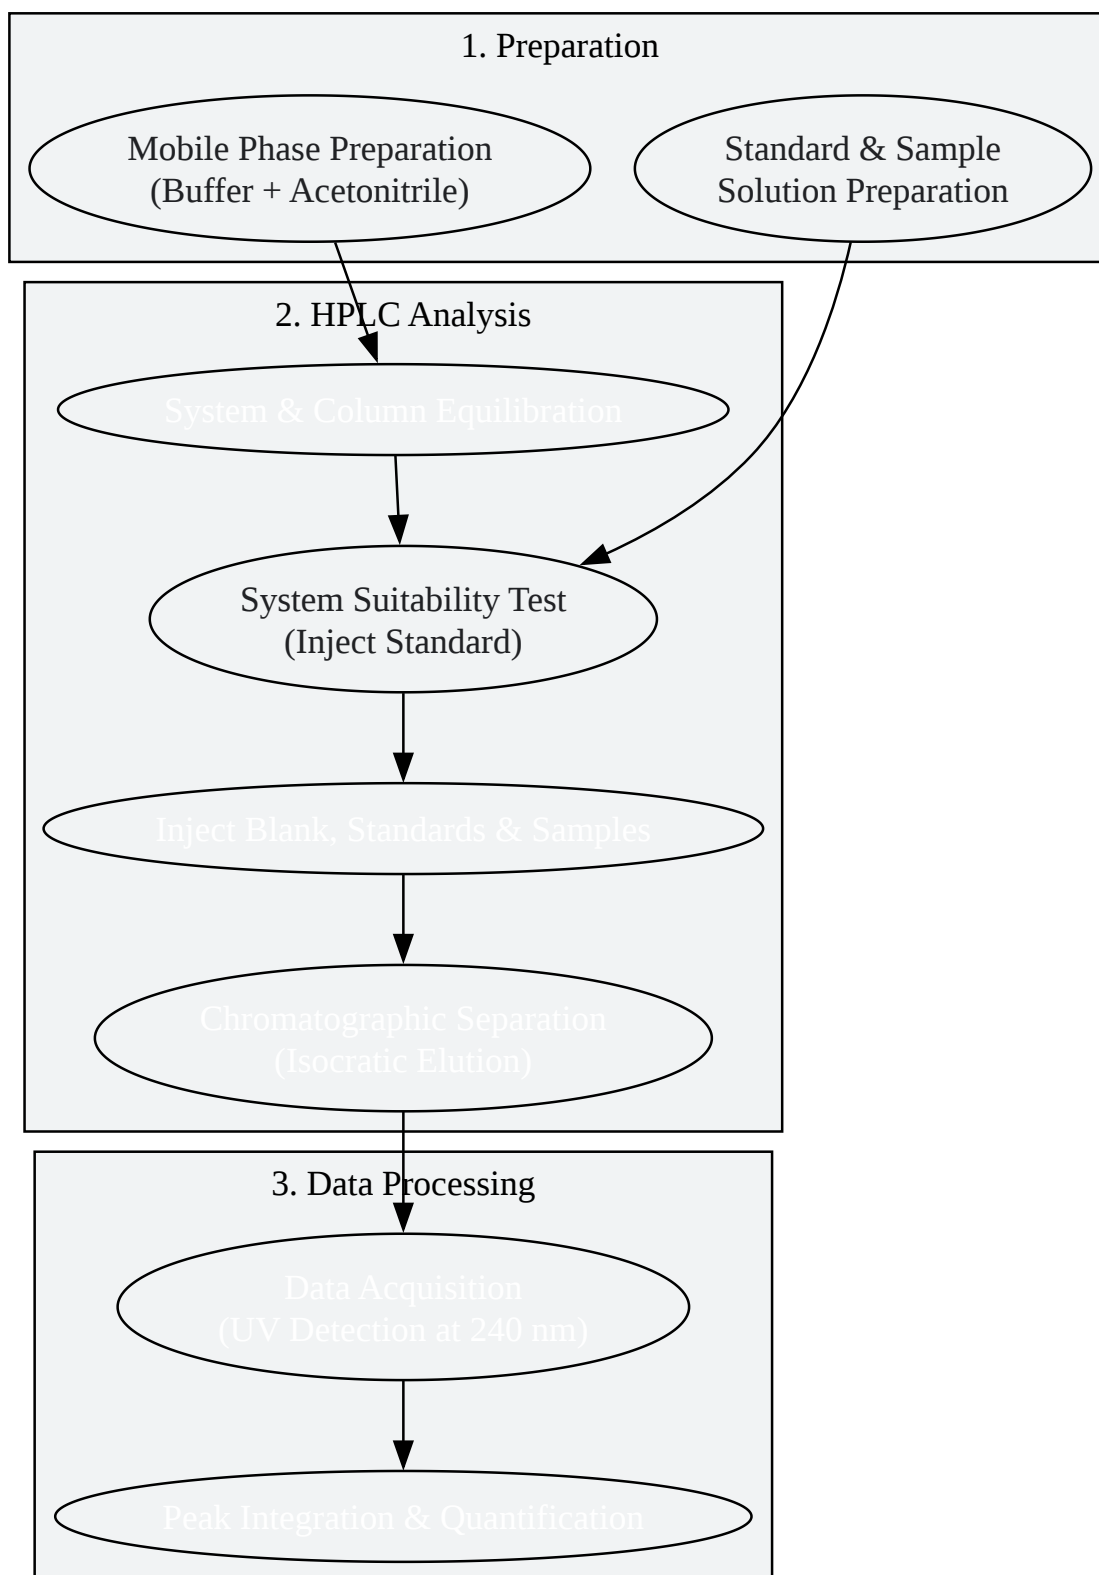 1. Preparation
Mobile Phase Preparation
(Buffer + Acetonitrile)
Standard & Sample
Solution Preparation
2. HPLC Analysis
System & Column Equilibration
System Suitability Test
(Inject Standard)
Inject Blank, Standards & Samples
Chromatographic Separation
(Isocratic Elution)
3. Data Processing
Data Acquisition
(UV Detection at 240 nm)
Peak Integration & Quantification